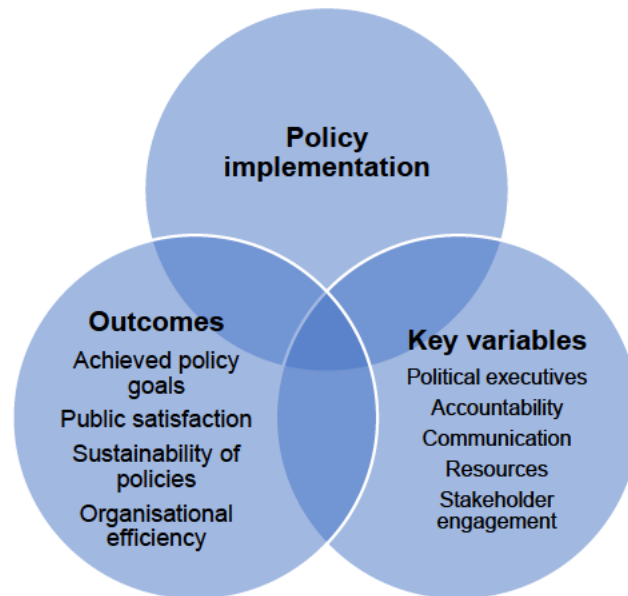 Policy
implementation
Outcomes
Achieved policy
goals
Public satisfaction
Sustainability of
policies
Organisational
efficiency
Key variables
Political executives
Accountability
Communication
Resources
Stakeholder
engagement